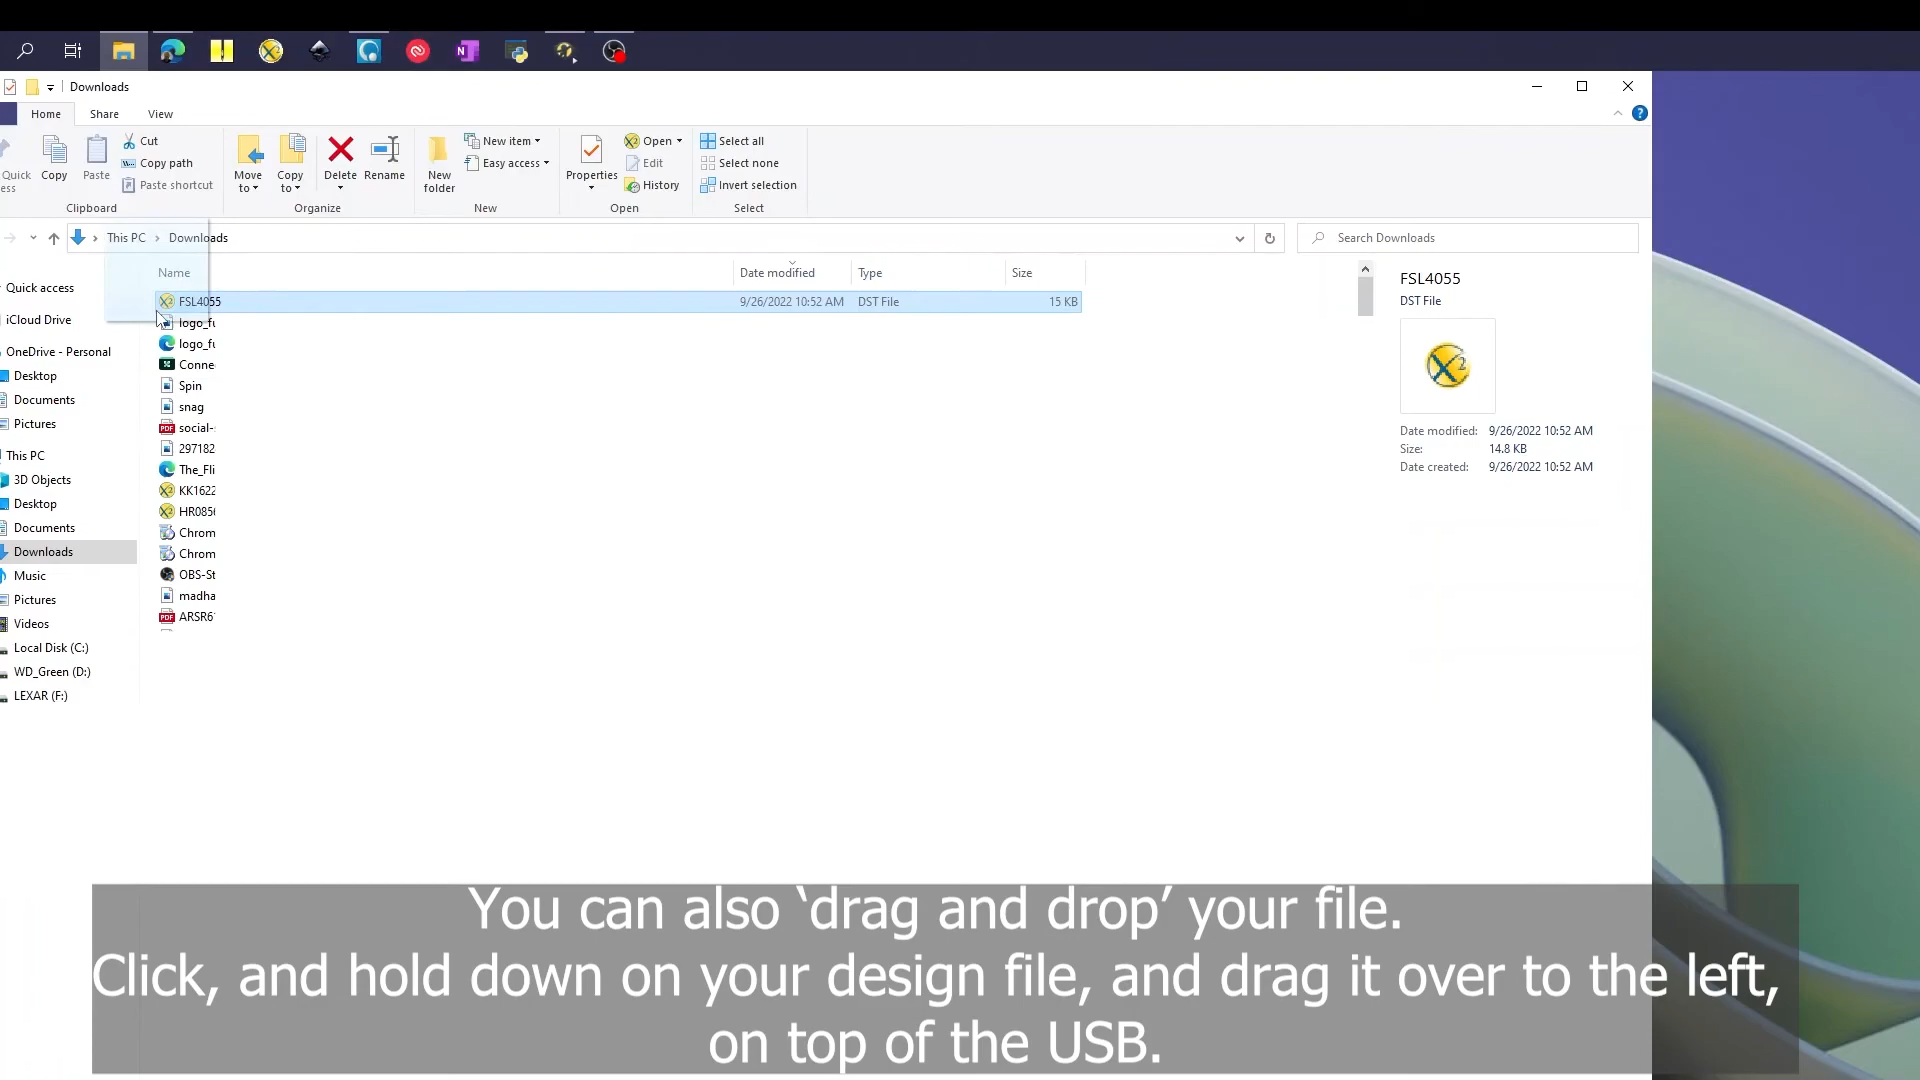 Downloads
Home
Share
View
Quick
ess
Copy
Paste
Cut
Copy path
Paste shortcut
Clipboard
Move
to
Copy
to
Delete
Rename
Organize
New
folder
New item
Easy access
New
Properties
Open
Edit
History
Open
Select all
Select none
Invert selection
Select
This PC
Downloads
Search Downloads
Name
Date modified
Type
Size
Quick access
iCloud Drive
OneDrive - Personal
Desktop
Documents
Pictures
This PC
3D Objects
Desktop
Documents
Downloads
Music
Pictures
Videos
Local Disk (C:)
WD_Green (D:)
LEXAR (F:)
FSL4055 9/26/2022 10:52 AM DST File 15 KB
logo_fu
logo_fu
Conne
Spin
snag
social-
297182
The_Fli
KK1622
HR0856
Chrom
Chrom
OBS-St
madha
ARSR6
FSL4055
DST File
Date modified: 9/26/2022 10:52 AM
Size: 14.8 KB
Date created: 9/26/2022 10:52 AM
You can also ‘drag and drop’ your file.
Click, and hold down on your design file, and drag it over to the left,
on top of the USB.